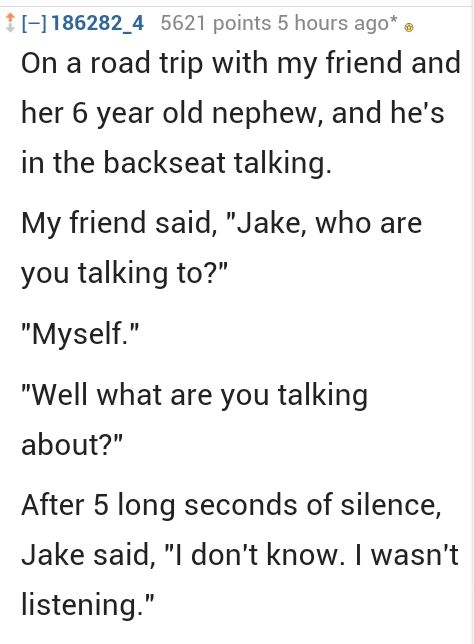 [–] 186282_4 5621 points 5 hours ago*
On a road trip with my friend and
her 6 year old nephew, and he's
in the backseat talking.
My friend said, "Jake, who are
you talking to?"
"Myself."
"Well what are you talking
about?"
After 5 long seconds of silence,
Jake said, "I don't know. I wasn't
listening."